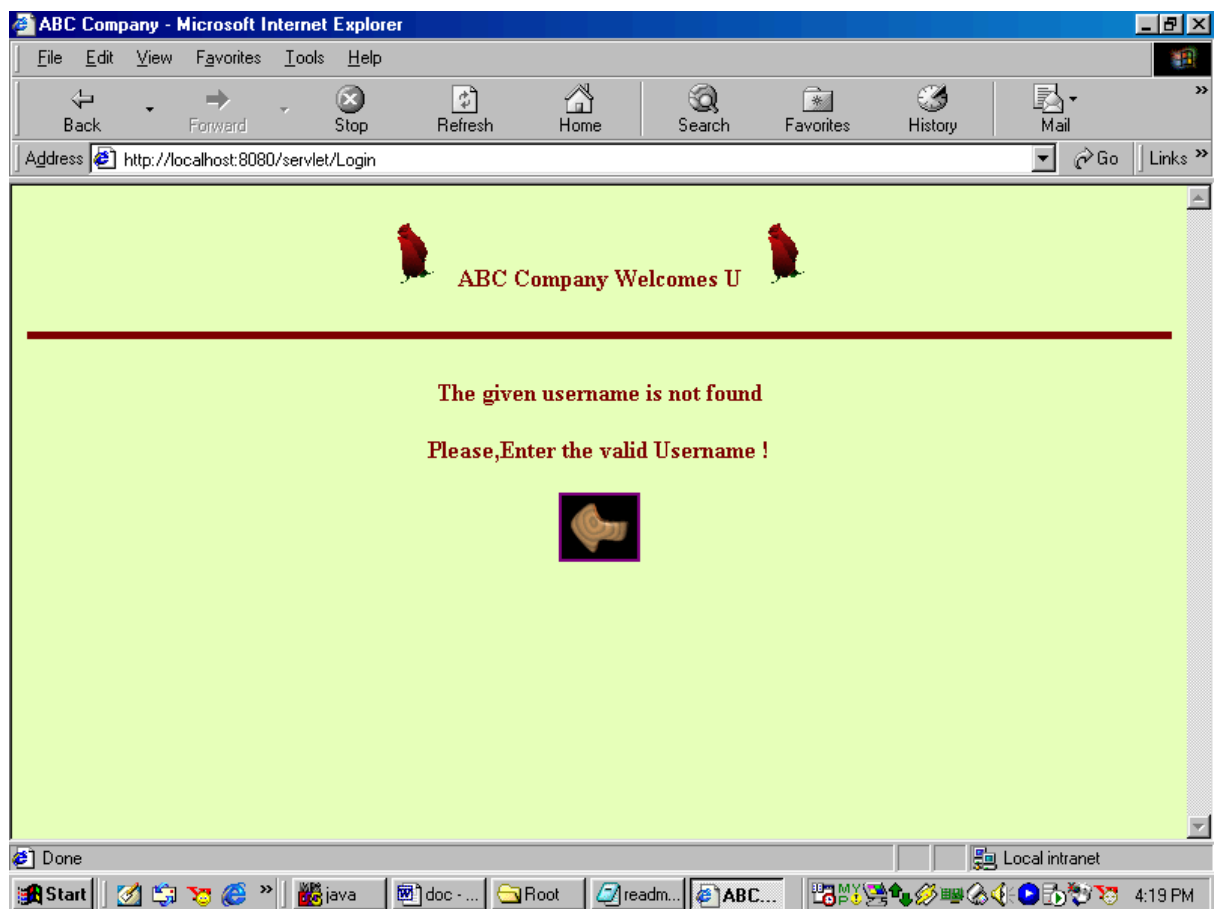 ABC Company - Microsoft Internet Explorer
File Edit View Favorites Tools Help
Back Forward Stop Refresh Home Search Favorites History Mail »
Address http://localhost:8080/servlet/Login Go Links »
ABC Company Welcomes U
The given username is not found
Please,Enter the valid Username !
Done Local intranet
Start » java doc - ... Root readm... ABC... 4:19 PM